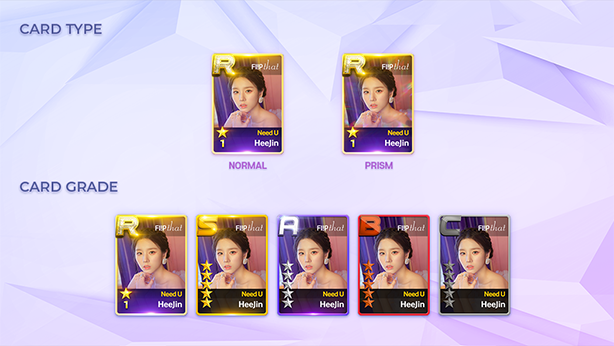 CARD TYPE
R
FlIPthat
Need U
1
HeeJin
NORMAL
R
FlIPthat
Need U
1
HeeJin
PRISM
CARD GRADE
R
FlIPthat
Need U
1
HeeJin
S
FlIPthat
Need U
HeeJin
A
FlIPthat
Need U
HeeJin
B
FlIPthat
Need U
HeeJin
C
FlIPthat
Need U
HeeJin